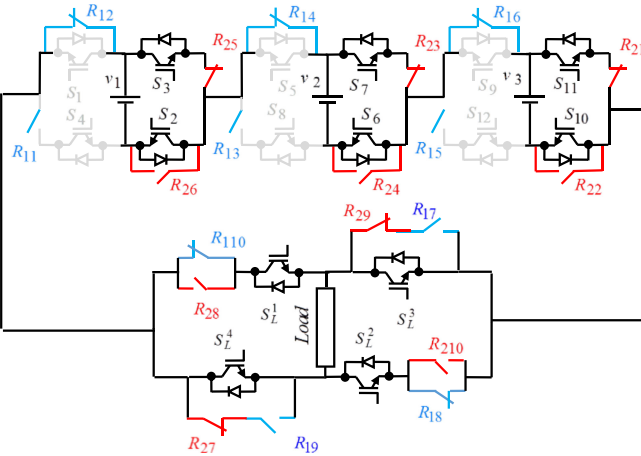 R12 R14 R16
R25 R23 R21
v1 S3 v2 S7 v3 S11
S1 S5 S9
S4 S2 S8 S6 S12 S10
R11 R13 R15
R26 R24 R22
R29 R17
R110
R28 S_L^1 Load S_L^2 S_L^3
S_L^4 R210
R18
R27 R19